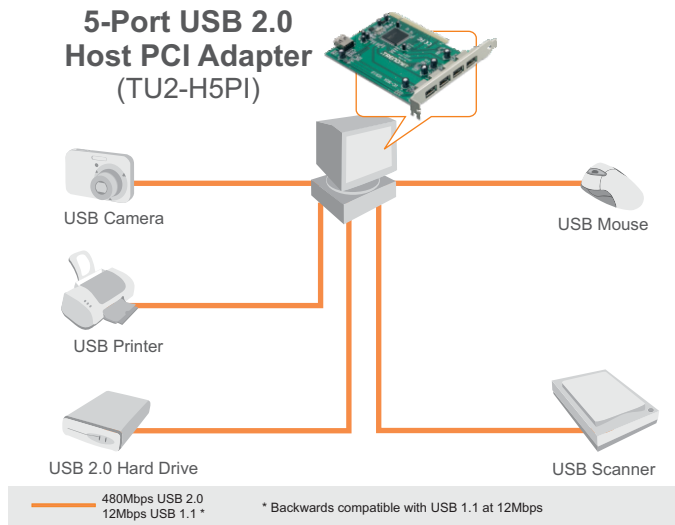 5-Port USB 2.0
Host PCI Adapter
(TU2-H5PI)
USB Camera
USB Mouse
USB Printer
USB 2.0 Hard Drive
USB Scanner
480Mbps USB 2.0
12Mbps USB 1.1 *
* Backwards compatible with USB 1.1 at 12Mbps